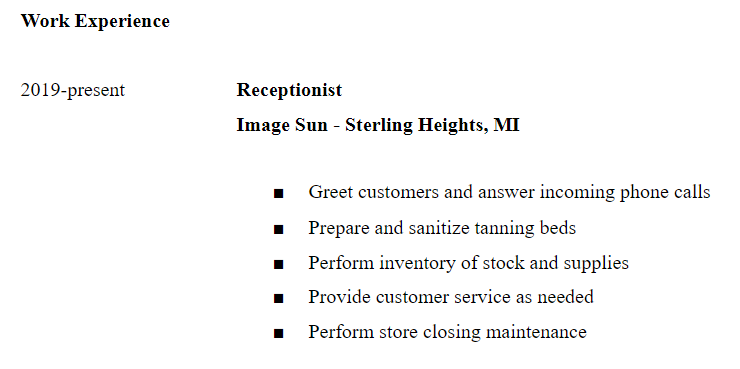 Work Experience
2019-present
Receptionist
Image Sun - Sterling Heights, MI
■ Greet customers and answer incoming phone calls
■ Prepare and sanitize tanning beds
■ Perform inventory of stock and supplies
■ Provide customer service as needed
■ Perform store closing maintenance